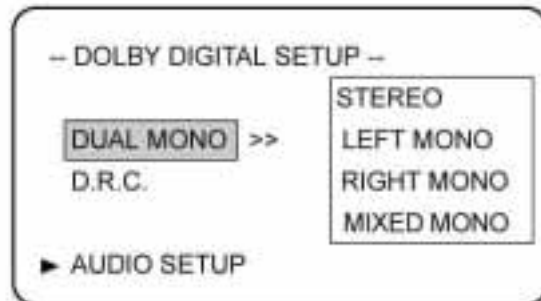 -- DOLBY DIGITAL SETUP --
STEREO
DUAL MONO >> LEFT MONO
D.R.C. RIGHT MONO
MIXED MONO
► AUDIO SETUP